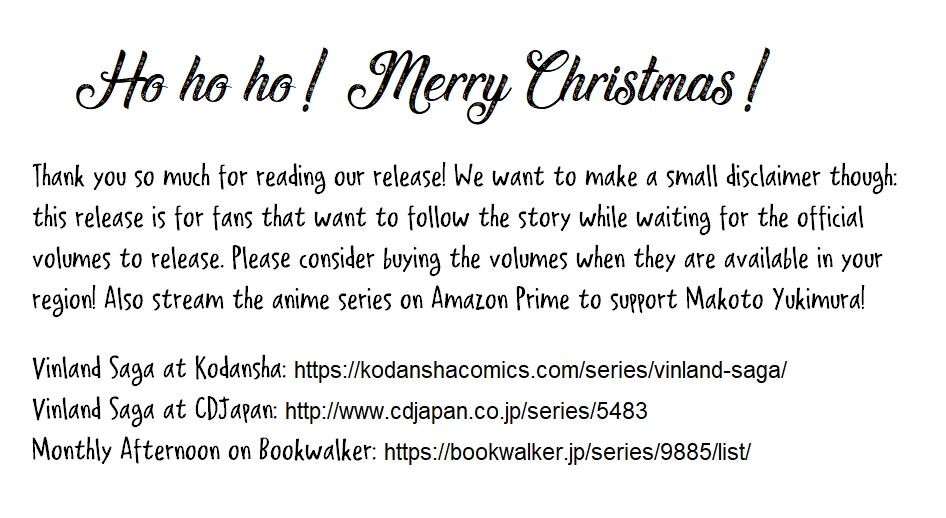 Ho ho ho! Merry Christmas!
Thank you so much for reading our release! We want to make a small disclaimer though:
this release is for fans that want to follow the story while waiting for the official
volumes to release. Please consider buying the volumes when they are available in your
region! Also stream the anime series on Amazon Prime to support Makoto Yukimura!
Vinland Saga at Kodansha: https://kodanshacomics.com/series/vinland-saga/
Vinland Saga at CDJapan: http://www.cdjapan.co.jp/series/5483
Monthly Afternoon on Bookwalker: https://bookwalker.jp/series/9885/list/